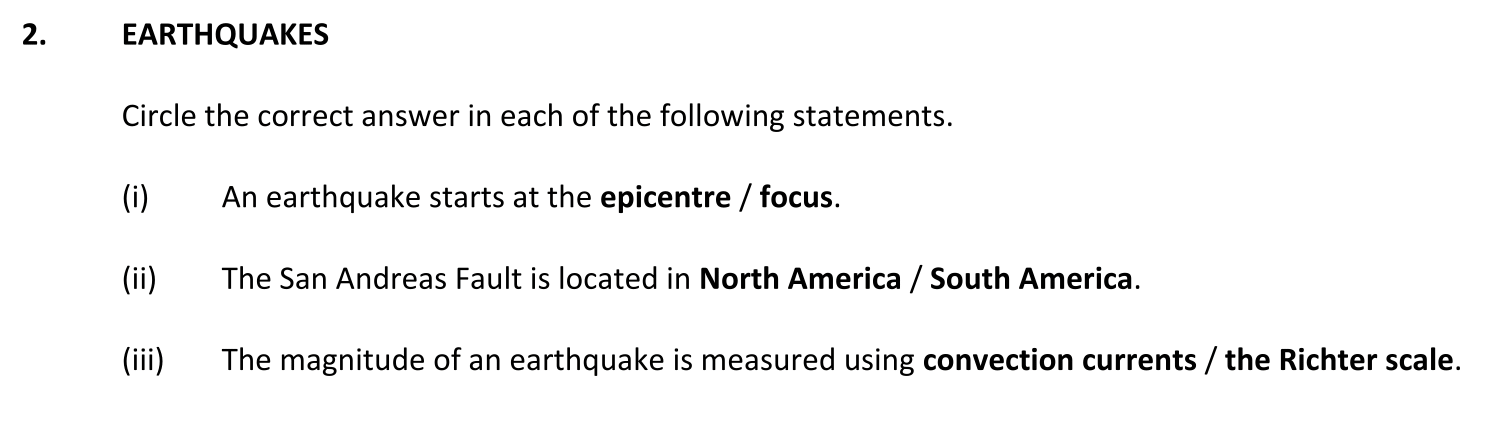 2. EARTHQUAKES
Circle the correct answer in each of the following statements.
(i) An earthquake starts at the epicentre / focus.
(ii) The San Andreas Fault is located in North America / South America.
(iii) The magnitude of an earthquake is measured using convection currents / the Richter scale.